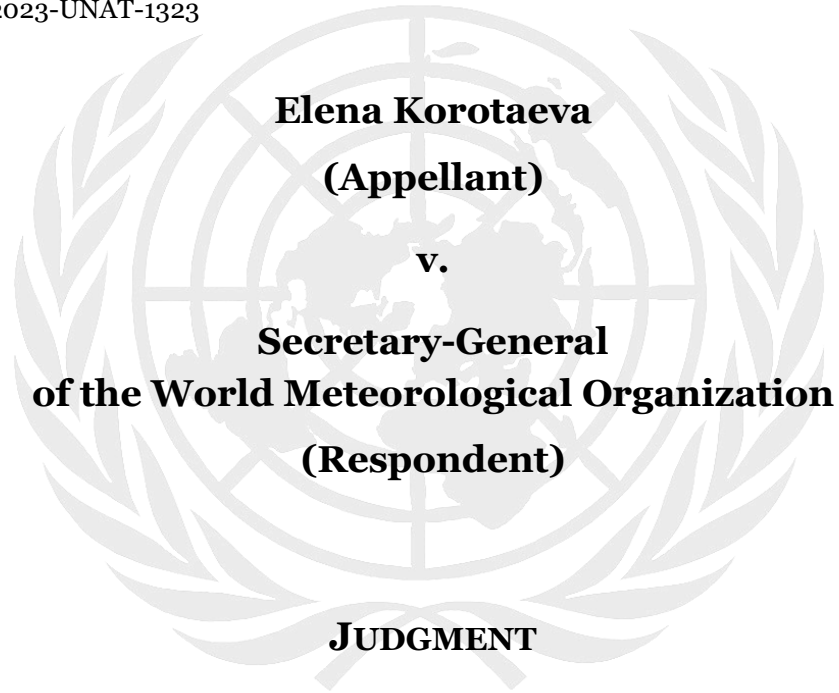 2023-UNAT-1323
Elena Korotaeva
(Appellant)
v.
Secretary-General
of the World Meteorological Organization
(Respondent)
JUDGMENT